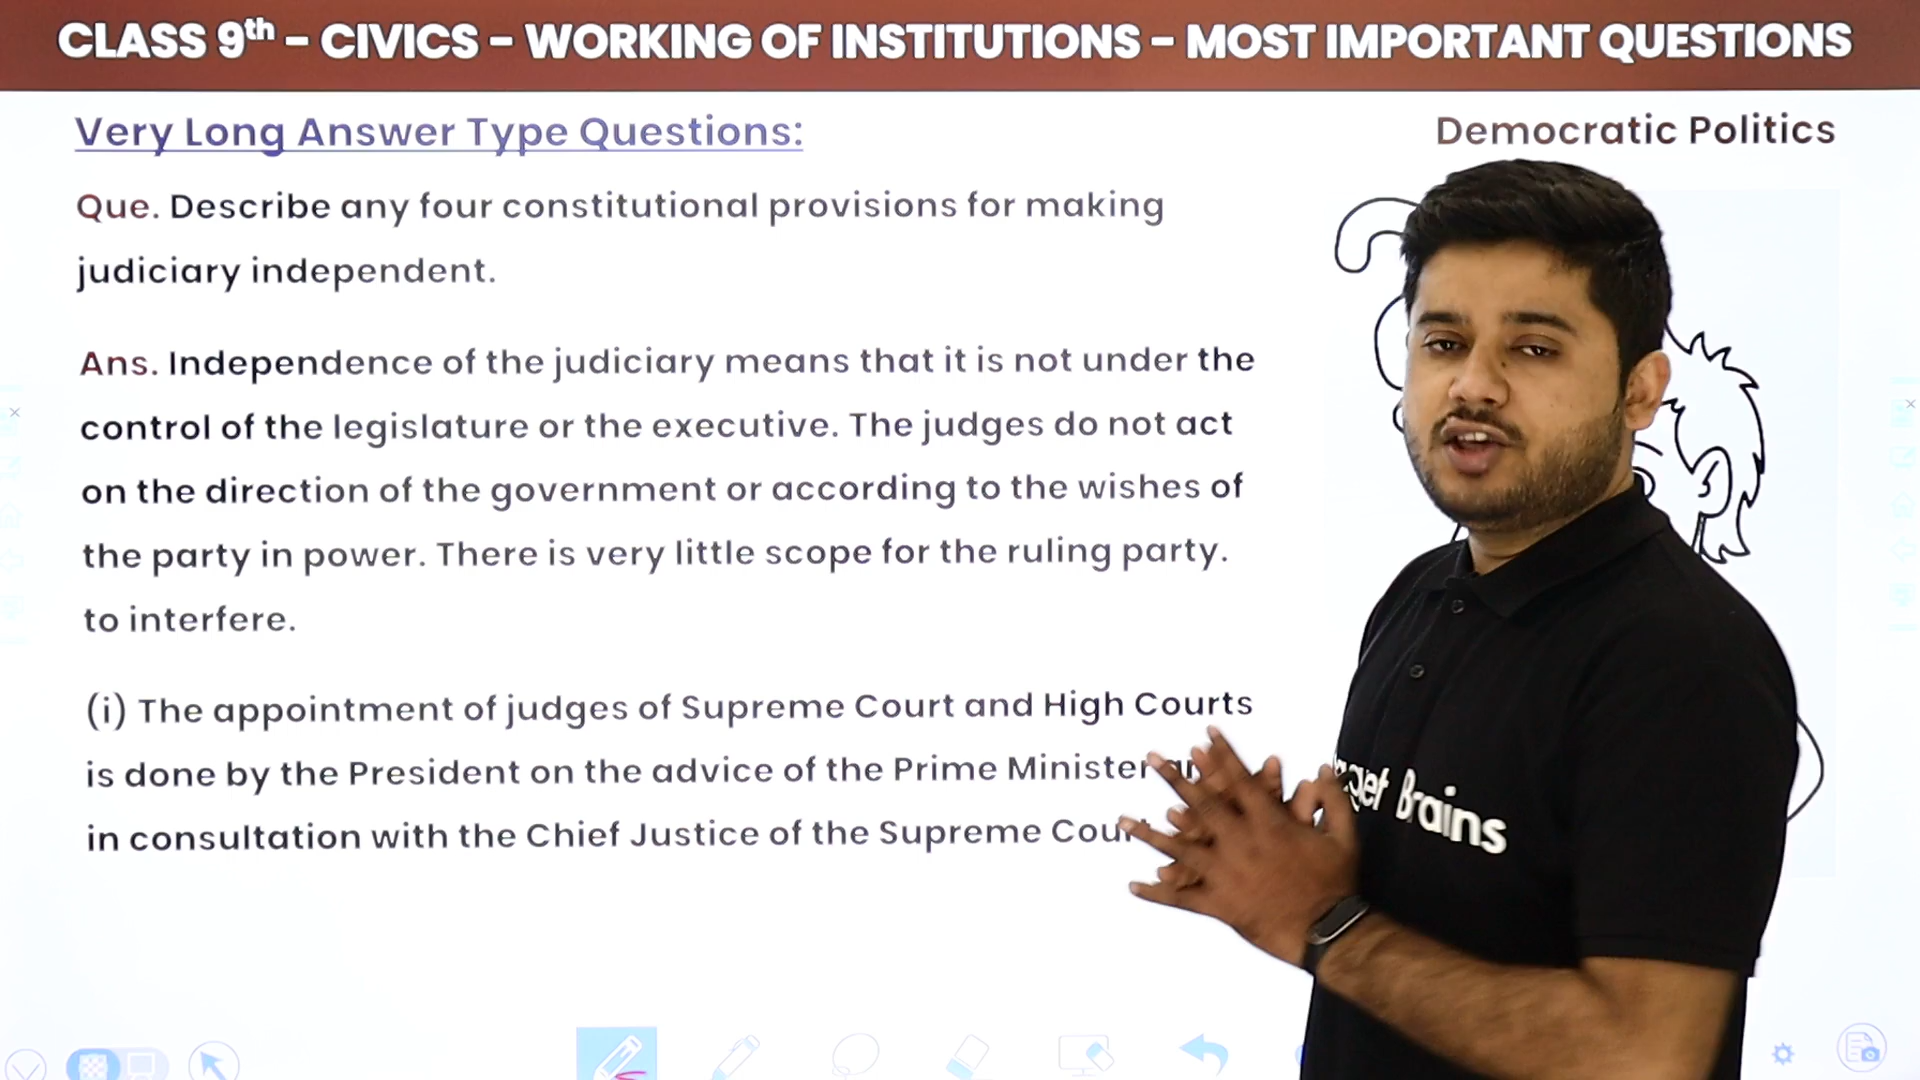 CLASS 9th - CIVICS - WORKING OF INSTITUTIONS - MOST IMPORTANT QUESTIONS
Very Long Answer Type Questions:
Democratic Politics
Que. Describe any four constitutional provisions for making
judiciary independent.
Ans. Independence of the judiciary means that it is not under the
control of the legislature or the executive. The judges do not act
on the direction of the government or according to the wishes of
the party in power. There is very little scope for the ruling party.
to interfere.
(i) The appointment of judges of Supreme Court and High Courts
is done by the President on the advice of the Prime Minister
in consultation with the Chief Justice of the Supreme
Brains